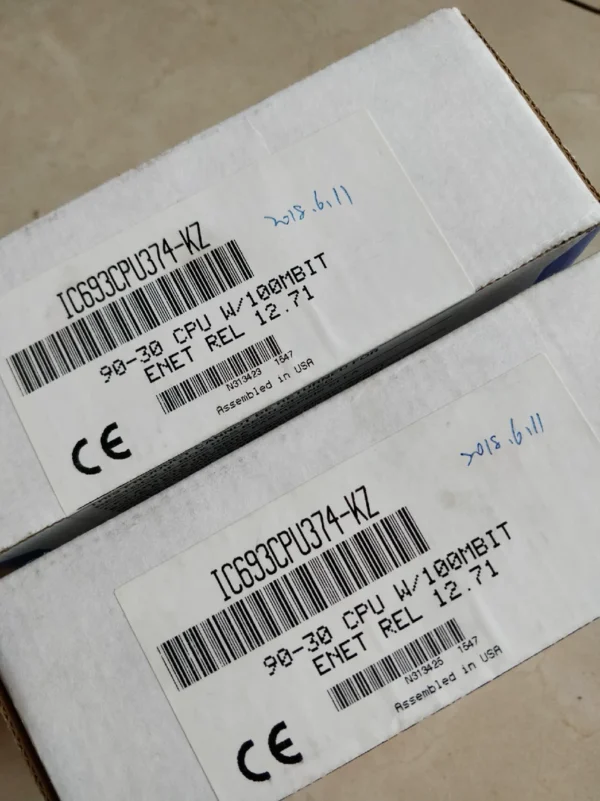 2018.6.11
IC693CPU374-KZ
90-30 CPU W/100MBIT
ENET REL 12.71
N313423 1547
Assembled in USA
CE
2018.6.11
IC693CPU374-KZ
90-30 CPU W/100MBIT
ENET REL 12.71
N313425 1547
Assembled in USA
CE